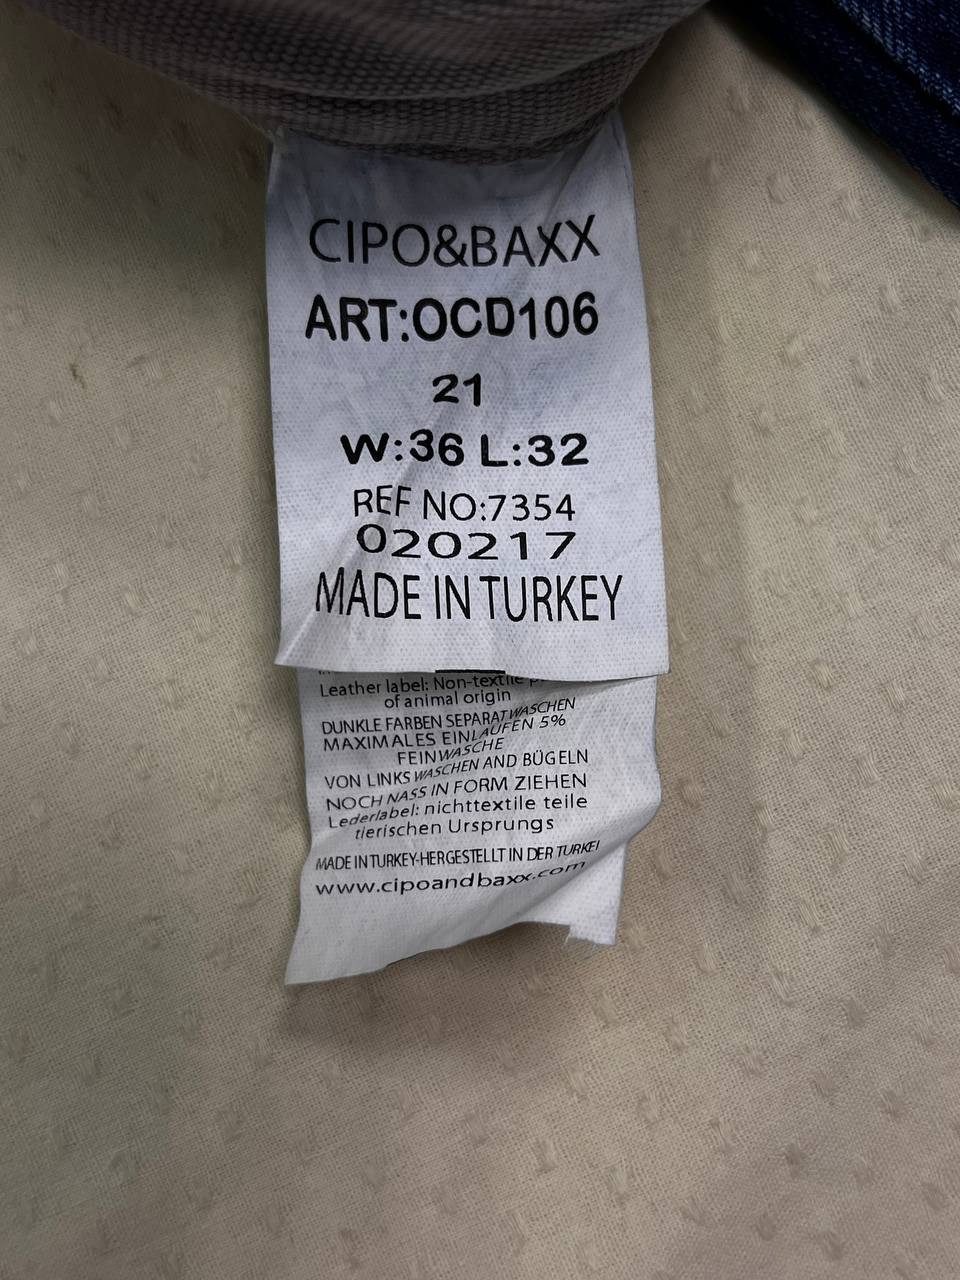 CIPO&BAXX
ART:OCD106
21
W:36 L:32
REF NO:7354
020217
MADE IN TURKEY
Leather label: Non-textile
of animal origin
DUNKLE FARBEN SEPARAT WASCHEN
MAXIMALES EINLAUFEN 5%
FEINWASCHE
VON LINKS WASCHEN AND BÜGELN
NOCH NASS IN FORM ZIEHEN
Lederlabel: nichttextile teile
tierischen Ursprungs
MADE IN TURKEY-HERGESTELLT IN DER TURKEI
www.cipoandbaxx.com